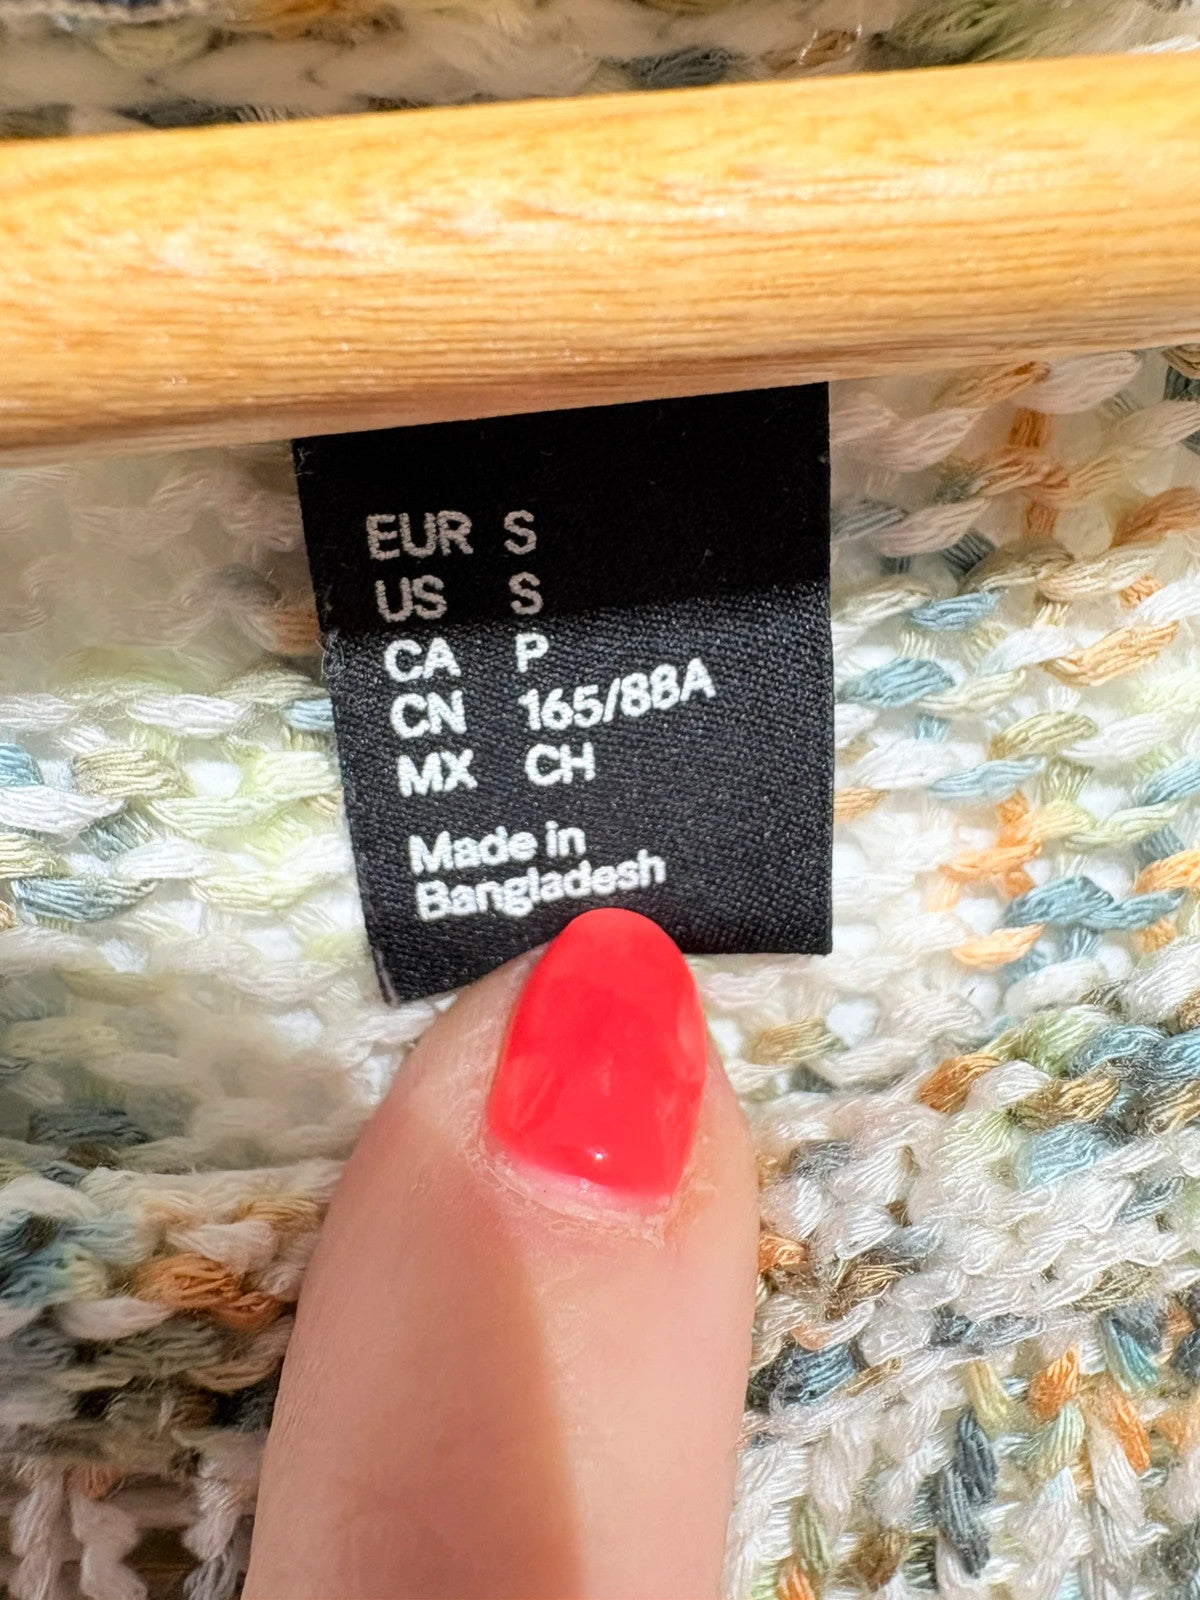 EUR S
US S
CA P
CN 165/88A
MX CH
Made in
Bangladesh